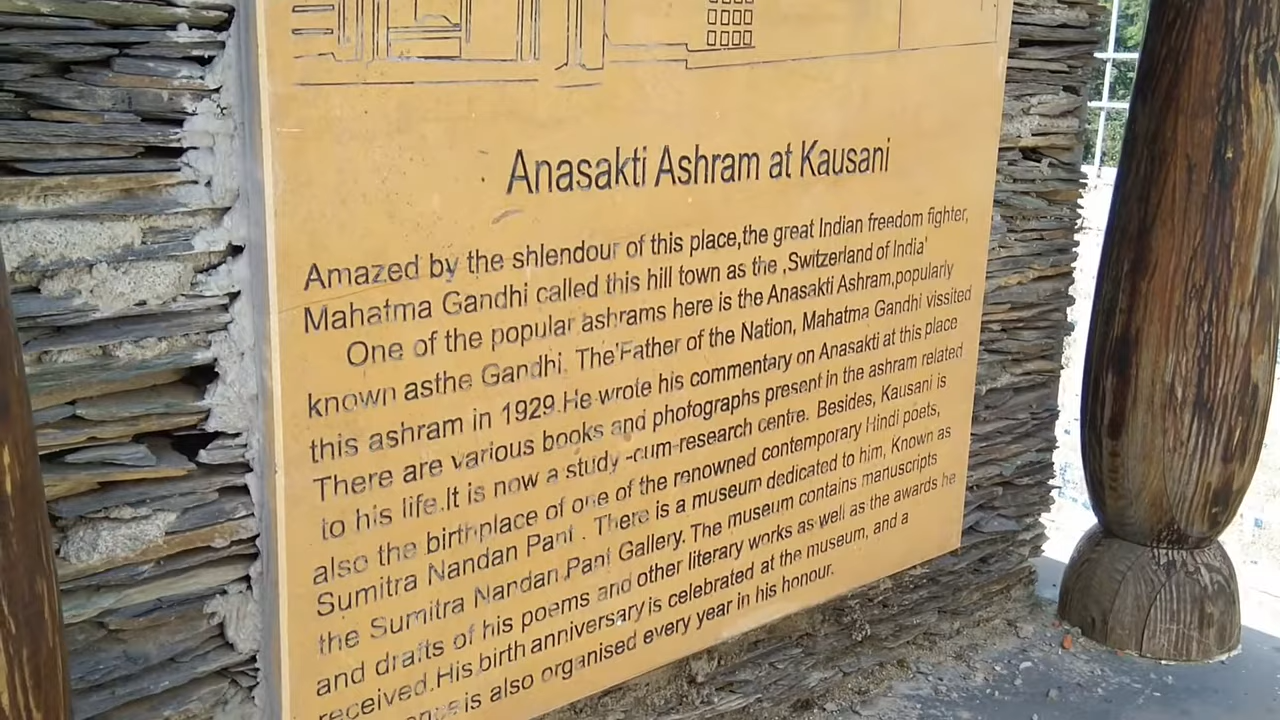 Anasakti Ashram at Kausani
Amazed by the shlendour of this place,the great Indian freedom fighter,
Mahatma Gandhi called this hill town as the ,Switzerland of India'
One of the popular ashrams here is the Anasakti Ashram,popularly
known asthe Gandhi. The'Father of the Nation, Mahatma Gandhi vissited
this ashram in 1929.He wrote his commentary on Anasakti at this place
There are various books and photographs present in the ashram related
to his life.It is now a study -cum-research centre. Besides, Kausani is
also the birthplace of one of the renowned contemporary Hindi poets,
Sumitra Nandan Pant . There is a museum dedicated to him, Known as
the Sumitra Nandan Pant Gallery. The museum contains manuscripts
and drafts of his poems and other literary works as well as the awards he
received.His birth anniversary is celebrated at the museum, and a
is also organised every year in his honour.